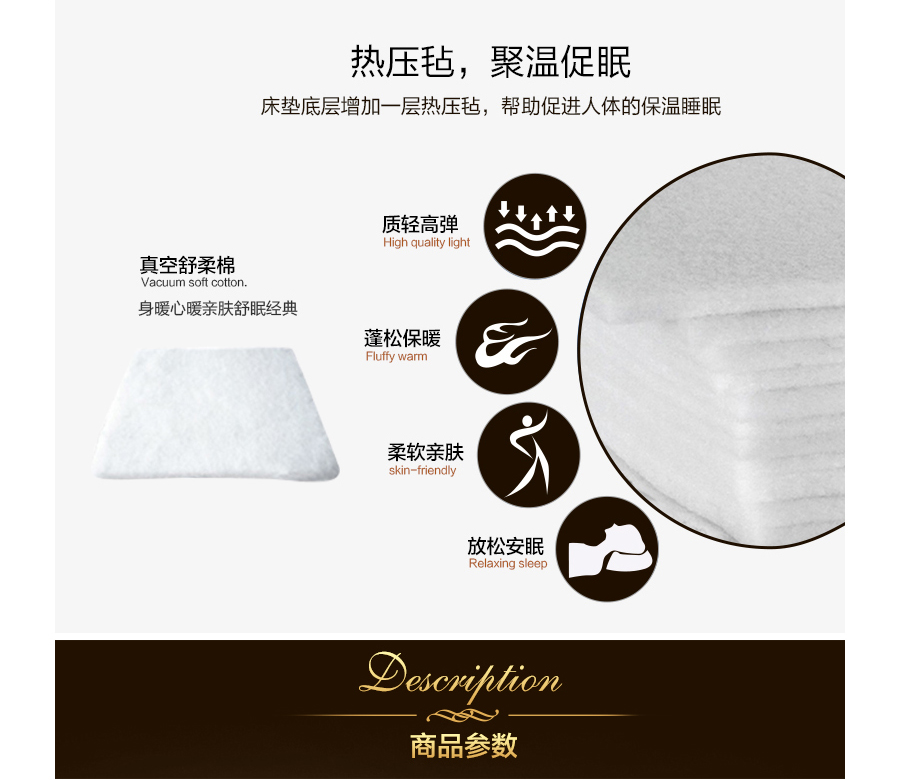 热压毡，聚温促眠
床垫底层增加一层热压毡，帮助促进人体的保温睡眠
质轻高弹
High quality light
真空舒柔棉
Vacuum soft cotton.
身暖心暖亲肤舒眠经典
蓬松保暖
Fluffy warm
柔软亲肤
skin-friendly
放松安眠
Relaxing sleep
Description
商品参数